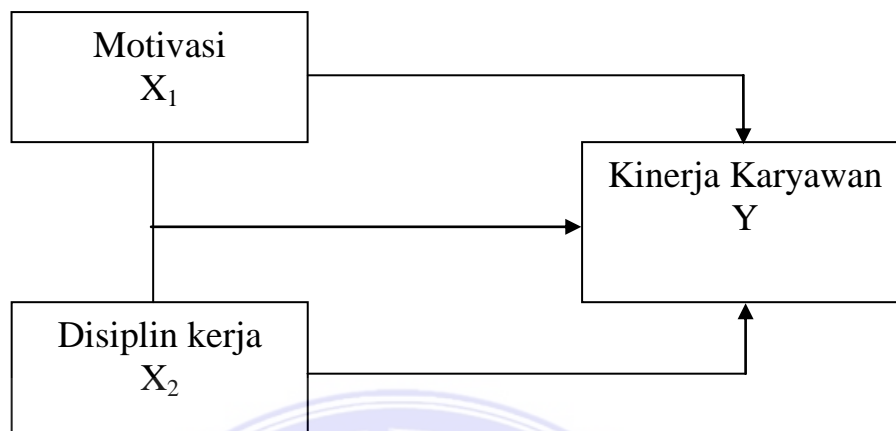 Motivasi
X₁
Kinerja Karyawan
Y
Disiplin kerja
X₂